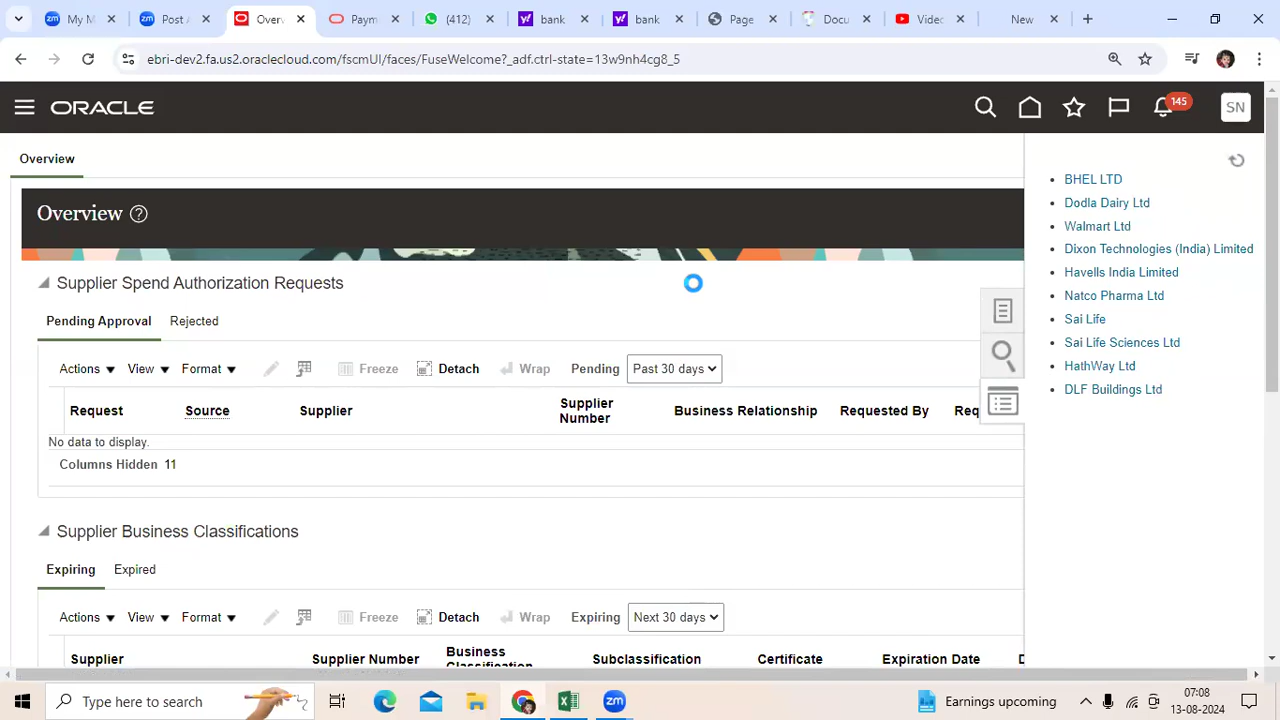 My H
Post A
Overv
Paym
(412)
bank
bank
Page
Docu
Video
New
ebri-dev2.fa.us2.oraclecloud.com/fscmUI/faces/FuseWelcome?_adf.ctrl-state=13w9nh4cg8_5
ORACLE
145
SN
Overview
Overview
BHEL LTD
Dodla Dairy Ltd
Walmart Ltd
Dixon Technologies (India) Limited
Havells India Limited
Natco Pharma Ltd
Sai Life
Sai Life Sciences Ltd
HathWay Ltd
DLF Buildings Ltd
Supplier Spend Authorization Requests
Pending Approval Rejected
Actions View Format Freeze Detach Wrap Pending Past 30 days
Request Source Supplier Supplier Number Business Relationship Requested By Req
No data to display.
Columns Hidden 11
Supplier Business Classifications
Expiring Expired
Actions View Format Freeze Detach Wrap Expiring Next 30 days
Supplier Supplier Number Business Classification Subclassification Certificate Expiration Date D
Type here to search
Earnings upcoming
07:08
13-08-2024